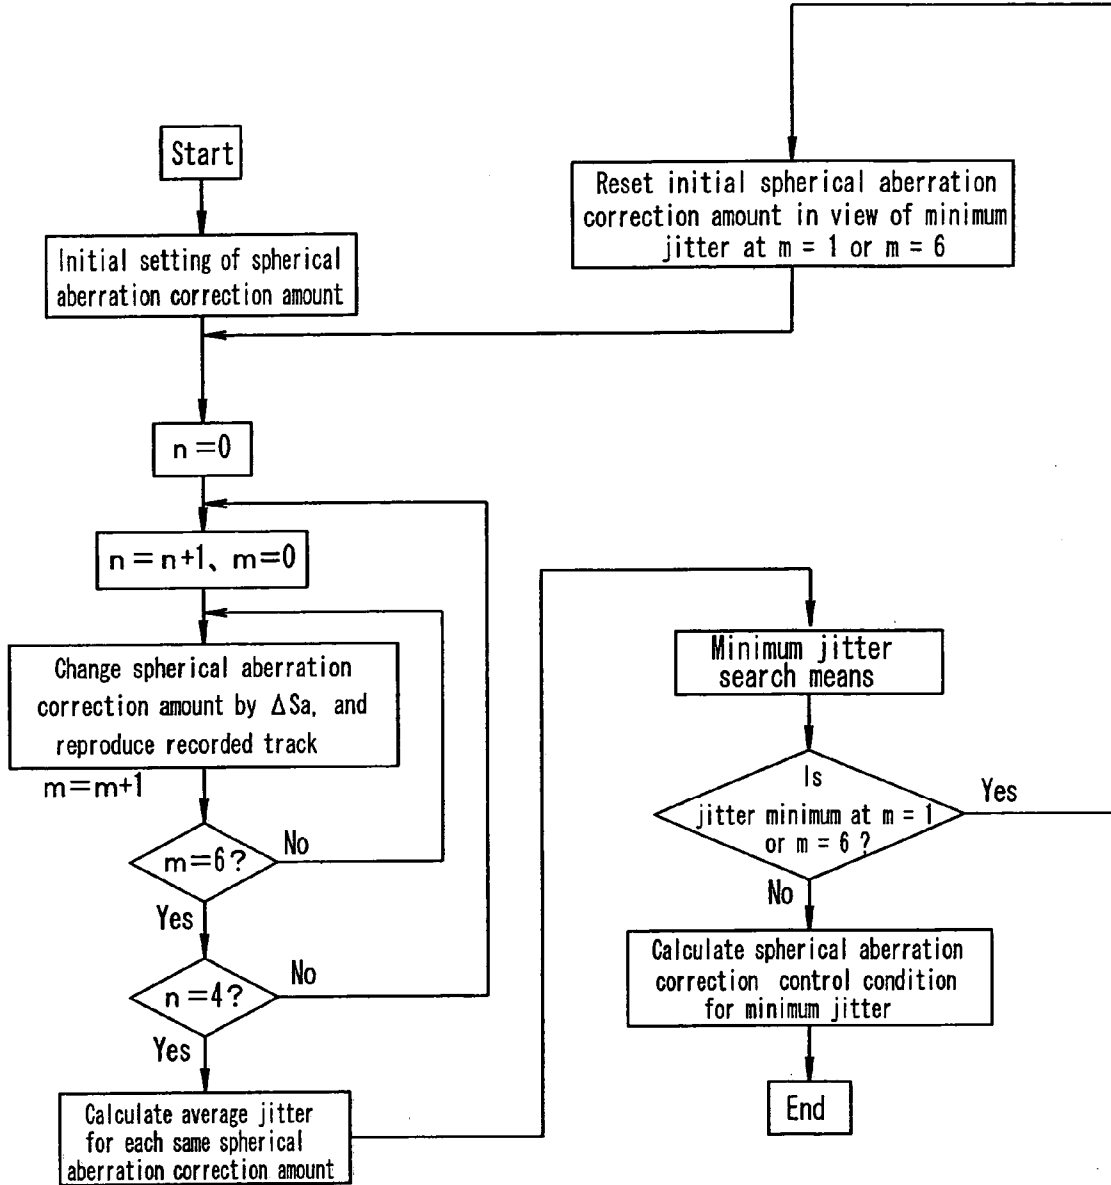 Start
Initial setting of spherical
aberration correction amount
Reset initial spherical aberration
correction amount in view of minimum
jitter at m = 1 or m = 6
n=0
n=n+1、m=0
Change spherical aberration
correction amount by ΔSa, and
reproduce recorded track
m=m+1
m=6?
No
Yes
n=4?
No
Yes
Calculate average jitter
for each same spherical
aberration correction amount
Minimum jitter
search means
Is
jitter minimum at m = 1
or m = 6 ?
Yes
No
Calculate spherical aberration
correction control condition
for minimum jitter
End